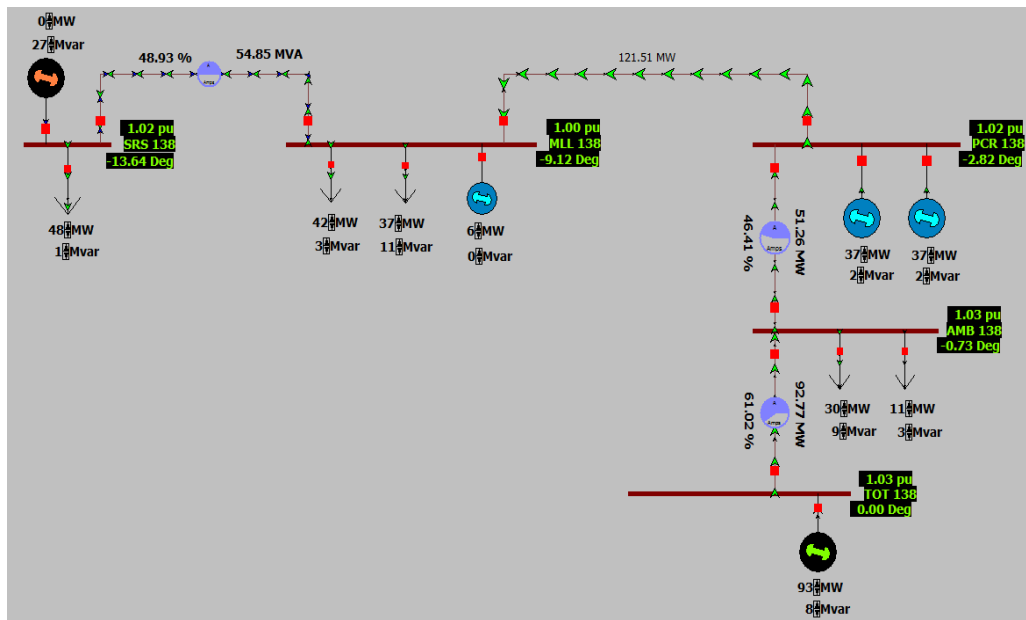 0 MW
27 Mvar
48.93 %
A
Amps
54.85 MVA
121.51 MW
1.02 pu
SRS 138
-13.64 Deg
1.00 pu
MLL 138
-9.12 Deg
1.02 pu
PCR 138
-2.82 Deg
48 MW
1 Mvar
42 MW
3 Mvar
37 MW
11 Mvar
6 MW
0 Mvar
46.41 %
A
Amps
51.26 MW
37 MW
2 Mvar
37 MW
2 Mvar
1.03 pu
AMB 138
-0.73 Deg
61.02 %
A
Amps
92.77 MW
30 MW
9 Mvar
11 MW
3 Mvar
1.03 pu
TOT 138
0.00 Deg
93 MW
8 Mvar